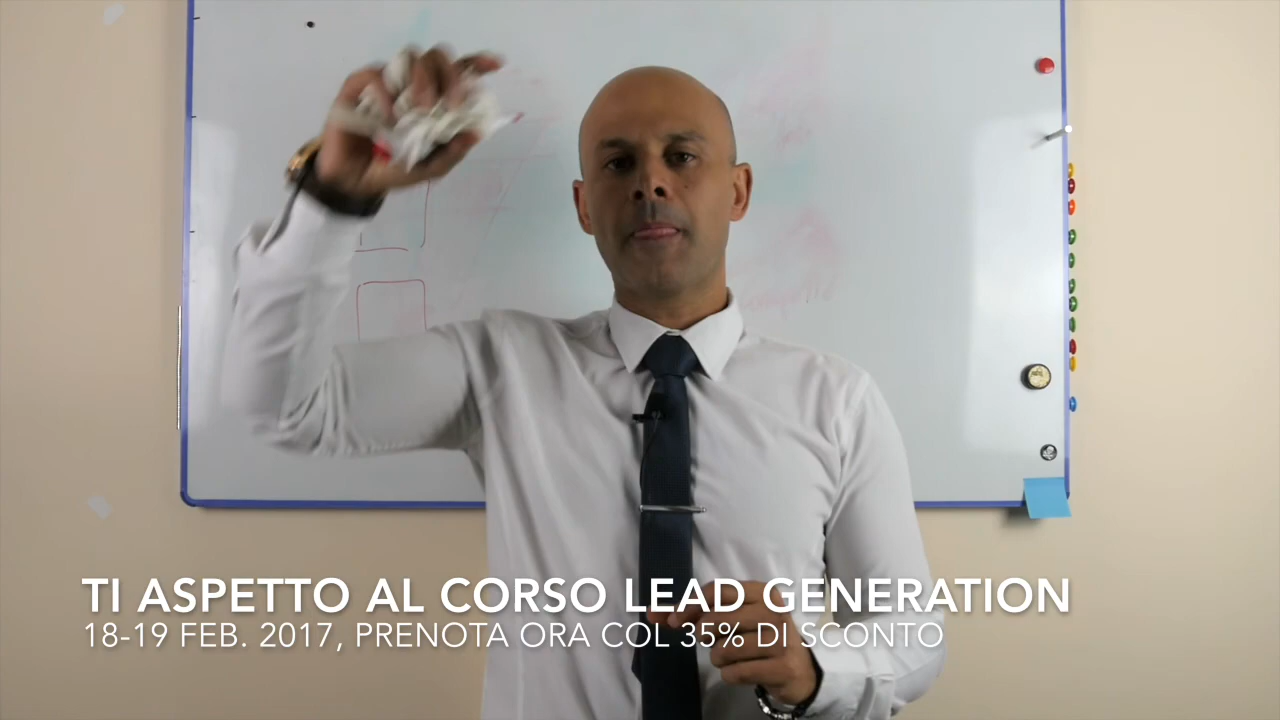 TI ASPETTO AL CORSO LEAD GENERATION
18-19 FEB. 2017, PRENOTA ORA COL 35% DI SCONTO